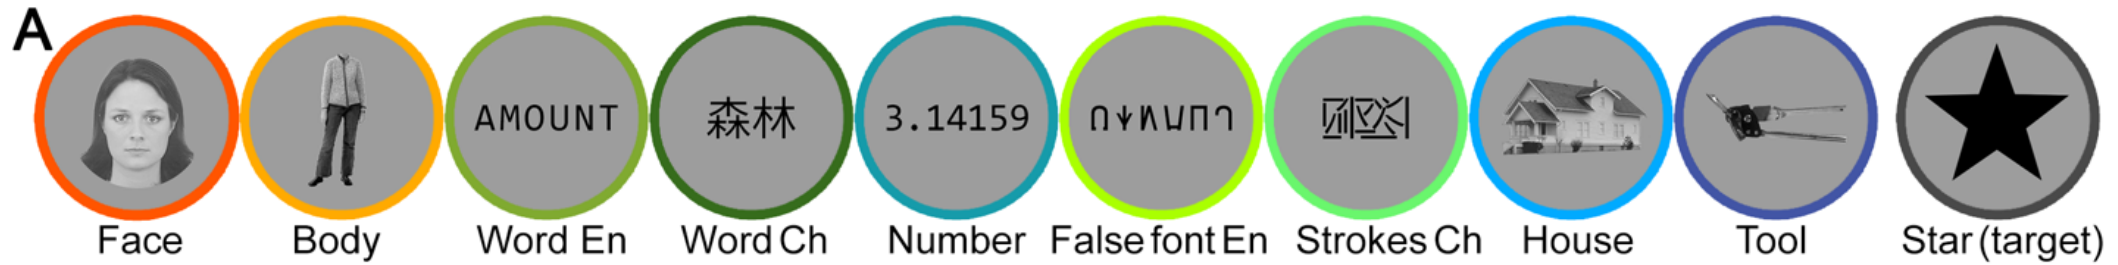 A
AMOUNT
森林
3.14159
Face
Body
Word En
Word Ch
Number
False font En
Strokes Ch
House
Tool
Star (target)